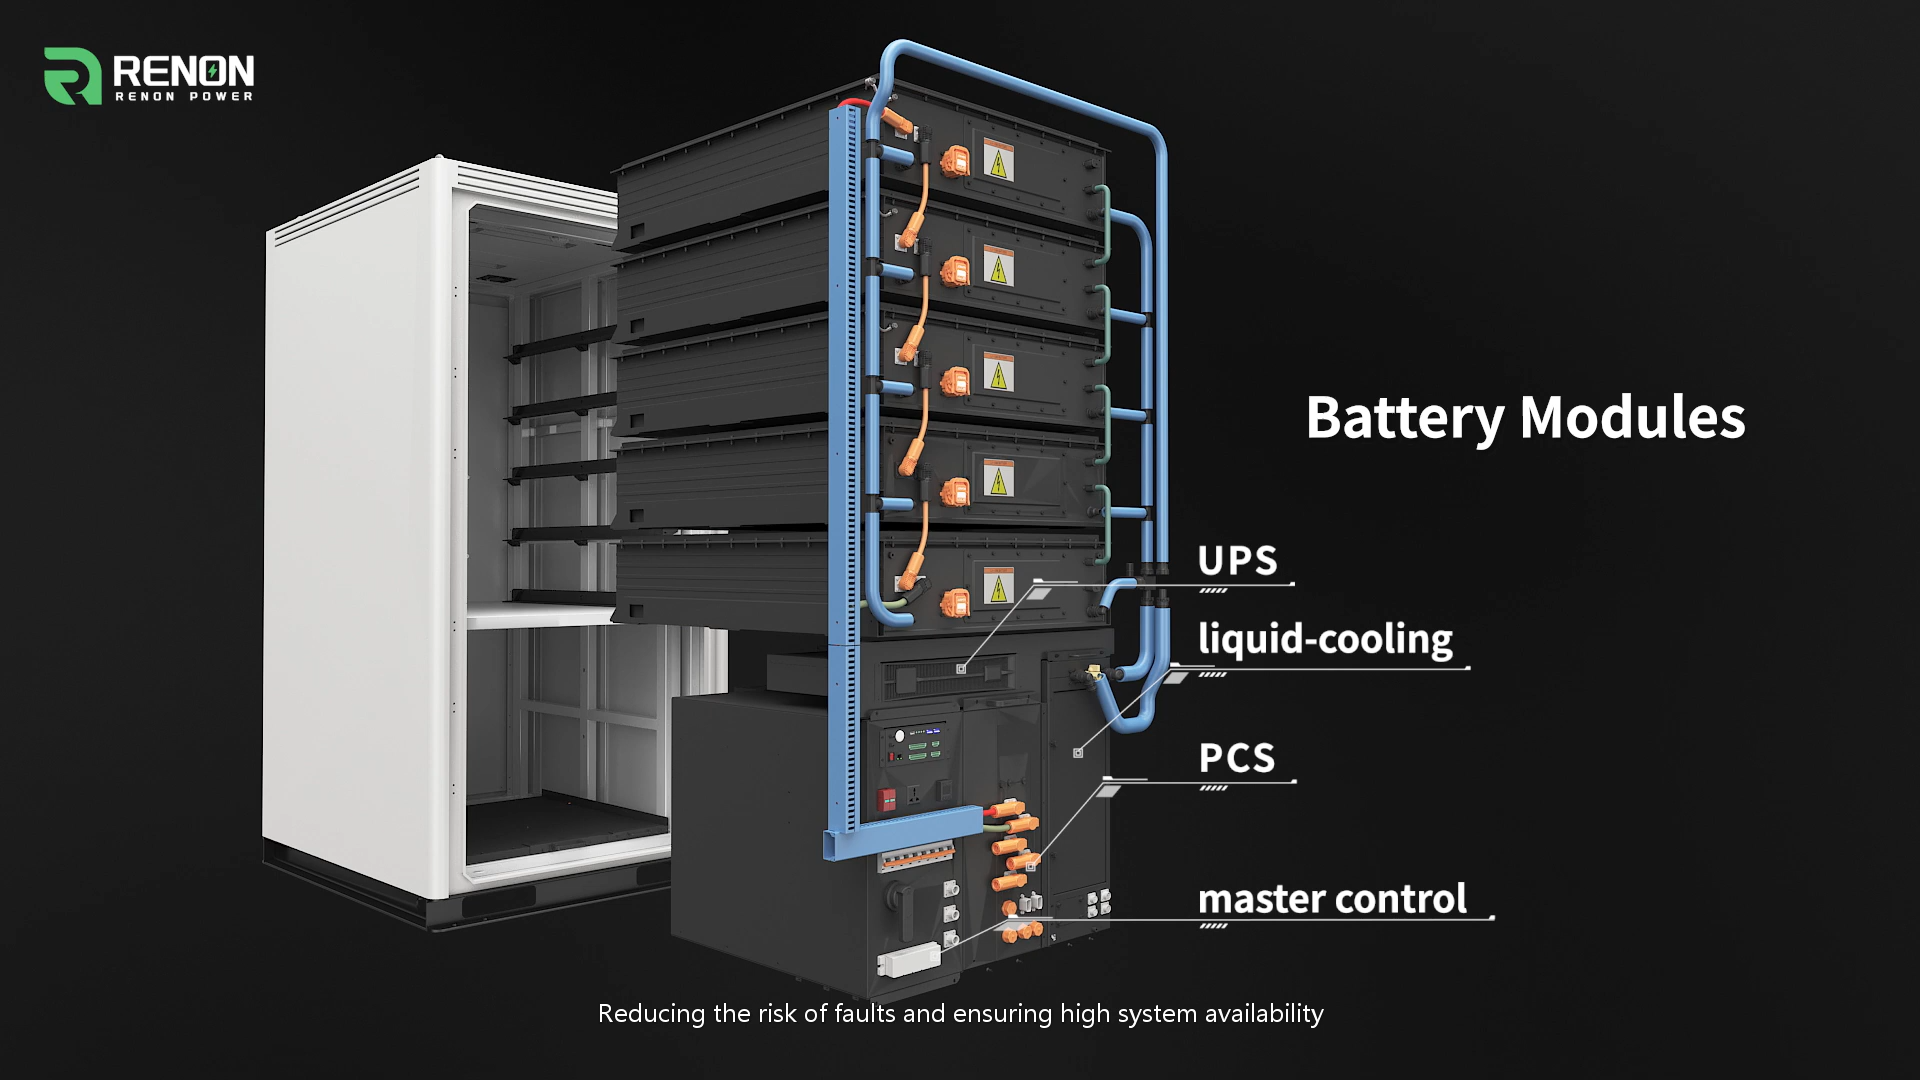 RENON
RENON POWER
Battery Modules
UPS
liquid-cooling
PCS
master control
Reducing the risk of faults and ensuring high system availability